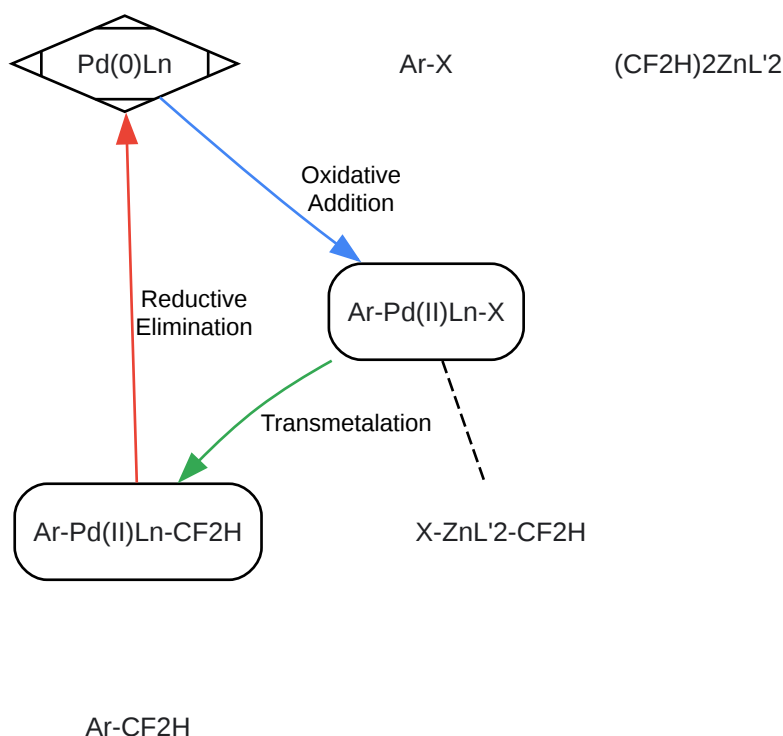 Pd(0)Ln
Ar-X
(CF2H)2ZnL'2
Oxidative
Addition
Reductive
Elimination
Ar-Pd(II)Ln-X
Transmetalation
Ar-Pd(II)Ln-CF2H
X-ZnL'2-CF2H
Ar-CF2H